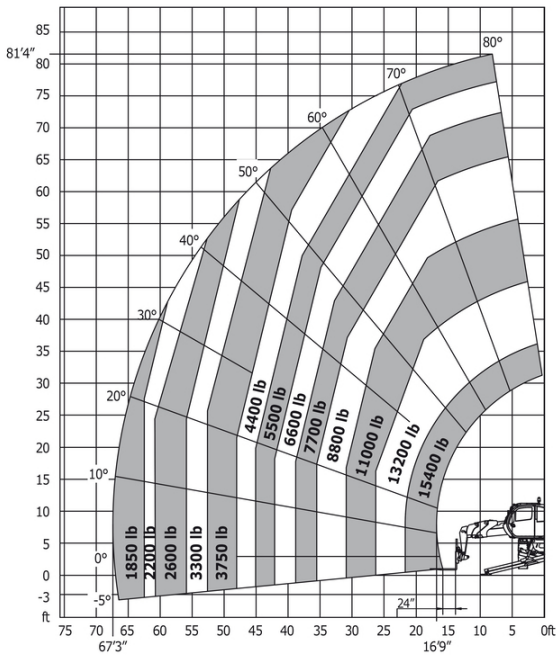 85
81'4"
80
80°
75
70°
70
65
60°
60
55
50°
50
45
40°
40
30°
35
30
20°
25
20
15
10°
10
5
0°
0
-5°
-3
ft
4400 lb
5500 lb
6600 lb
7700 lb
8800 lb
11000 lb
13200 lb
15400 lb
1850 lb
2200 lb
2600 lb
3300 lb
3750 lb
24"
75 70 65 60 55 50 45 40 35 30 25 20 15 10 5 0ft
67'3" 16'9"